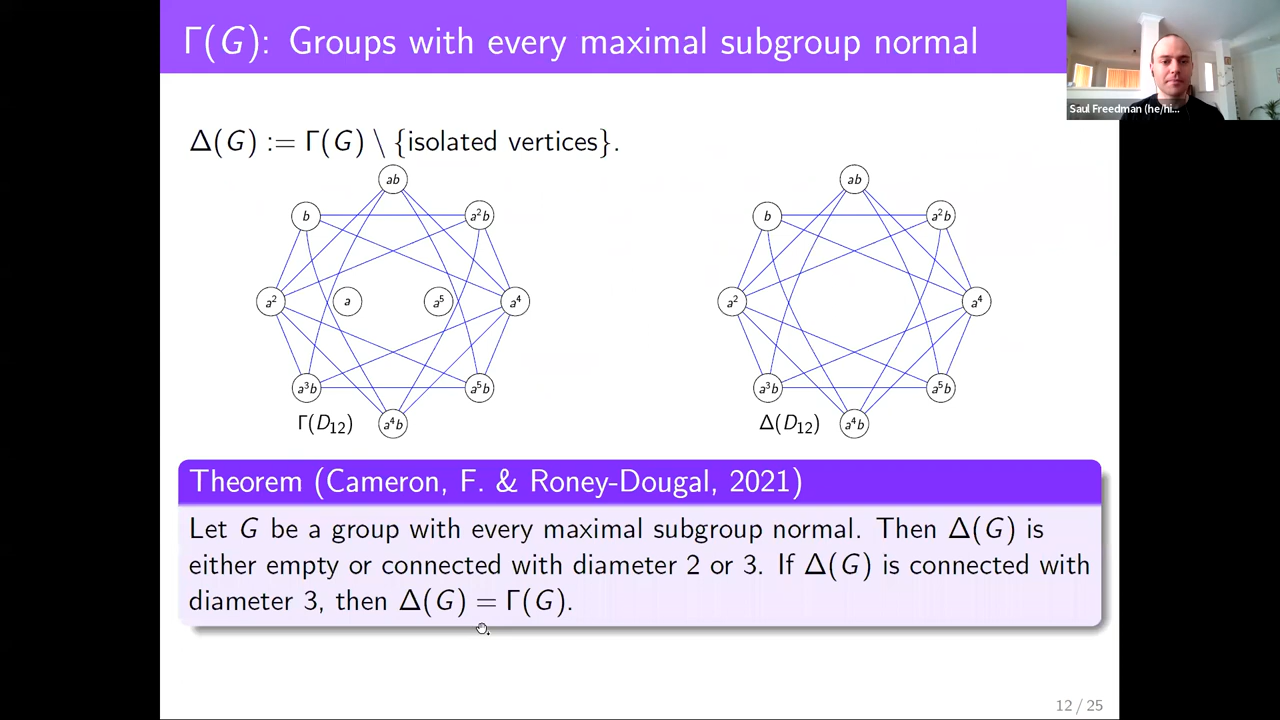 Γ(G): Groups with every maximal subgroup normal
Saul Freedman (he/hi...
Δ(G) := Γ(G) \ {isolated vertices}.
ab
b
a²b
a²
a
a⁵
a⁴
a³b
a⁵b
Γ(D₁₂)
a⁴b
ab
b
a²b
a²
a⁴
a³b
a⁵b
Δ(D₁₂)
a⁴b
Theorem (Cameron, F. & Roney-Dougal, 2021)
Let G be a group with every maximal subgroup normal. Then Δ(G) is
either empty or connected with diameter 2 or 3. If Δ(G) is connected with
diameter 3, then Δ(G) = Γ(G).
12 / 25